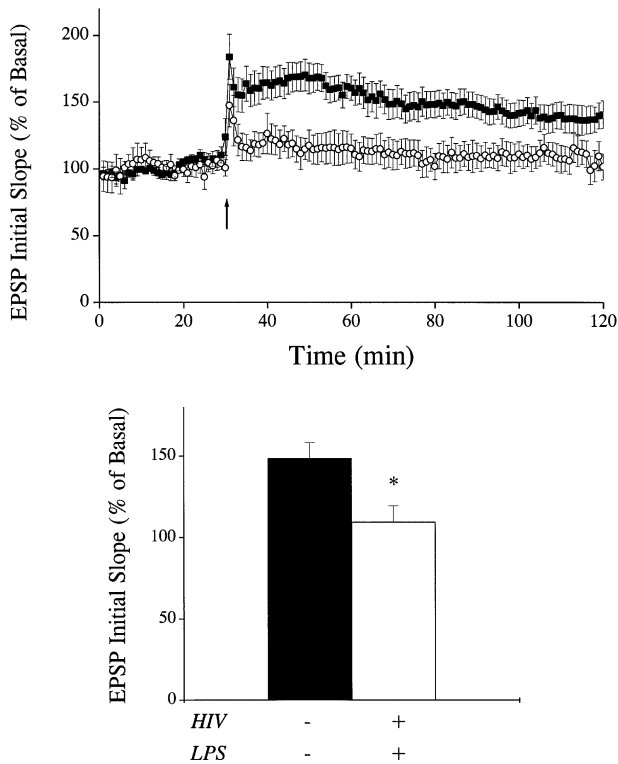 EPSP Initial Slope (% of Basal)
200
150
100
50
0
0 20 40 60 80 100 120
Time (min)
EPSP Initial Slope (% of Basal)
150
100
50
0
*
HIV - +
LPS - +